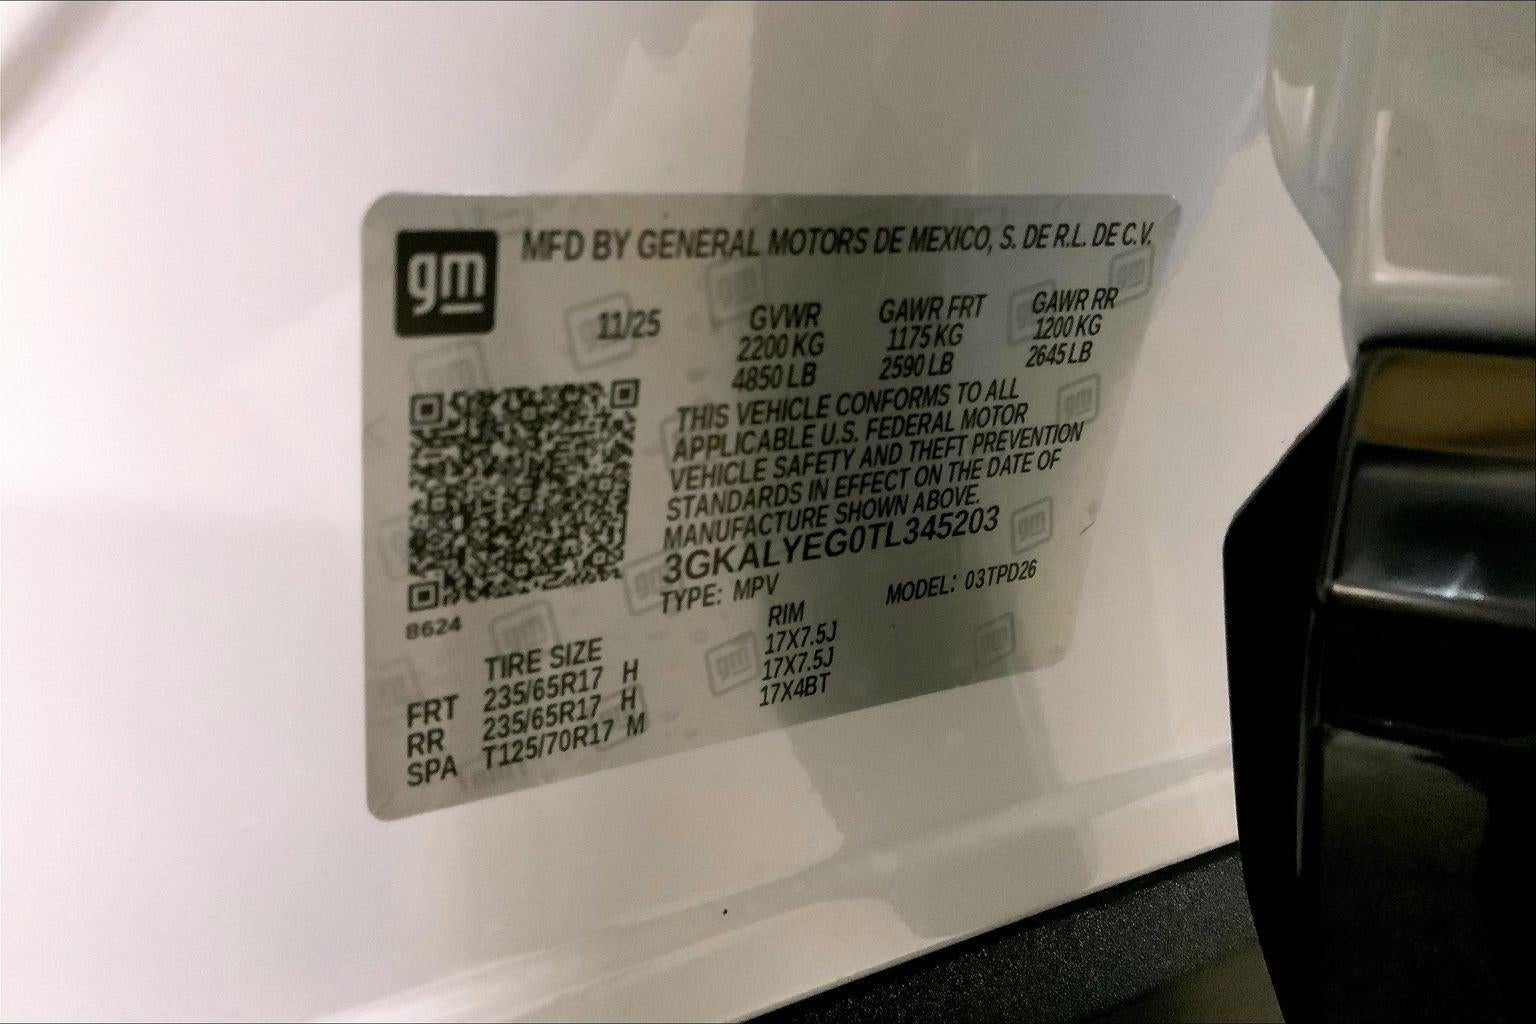 gm
MFD BY GENERAL MOTORS DE MEXICO, S. DE R.L. DE C.V.
11/25 GVWR GAWR FRT GAWR RR
2200 KG 1175 KG 1200 KG
4850 LB 2590 LB 2645 LB
THIS VEHICLE CONFORMS TO ALL
APPLICABLE U.S. FEDERAL MOTOR
VEHICLE SAFETY AND THEFT PREVENTION
STANDARDS IN EFFECT ON THE DATE OF
MANUFACTURE SHOWN ABOVE.
3GKALYEG0TL345203
TYPE: MPV MODEL: 03TPD26
8624
TIRE SIZE RIM
FRT 235/65R17 H 17X7.5J
RR 235/65R17 H 17X7.5J
SPA T125/70R17 M 17X4BT